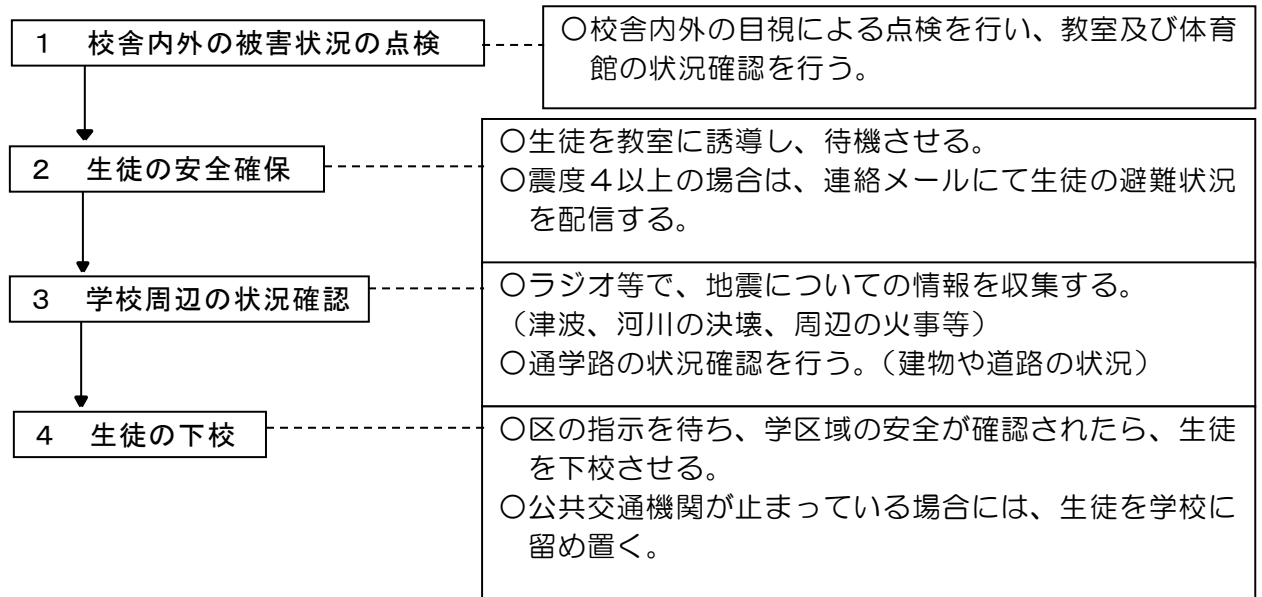 １　校舎内外の被害状況の点検
〇校舎内外の目視による点検を行い、教室及び体育
館の状況確認を行う。
２　生徒の安全確保
〇生徒を教室に誘導し、待機させる。
〇震度４以上の場合は、連絡メールにて生徒の避難状況
を配信する。
３　学校周辺の状況確認
〇ラジオ等で、地震についての情報を収集する。
（津波、河川の決壊、周辺の火事等）
〇通学路の状況確認を行う。（建物や道路の状況）
４　生徒の下校
〇区の指示を待ち、学区域の安全が確認されたら、生徒
を下校させる。
〇公共交通機関が止まっている場合には、生徒を学校に
留め置く。